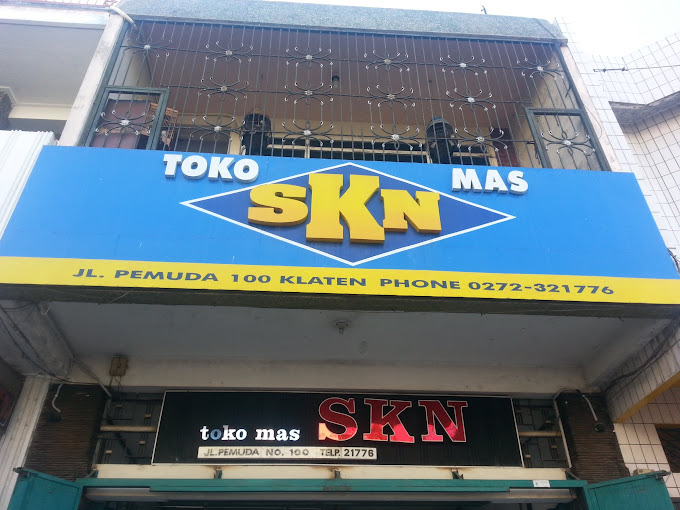 TOKO SKN MAS
JL. PEMUDA 100 KLATEN PHONE 0272-321776
toko mas SKN
JL.PEMUDA NO. 100 TELP. 21776